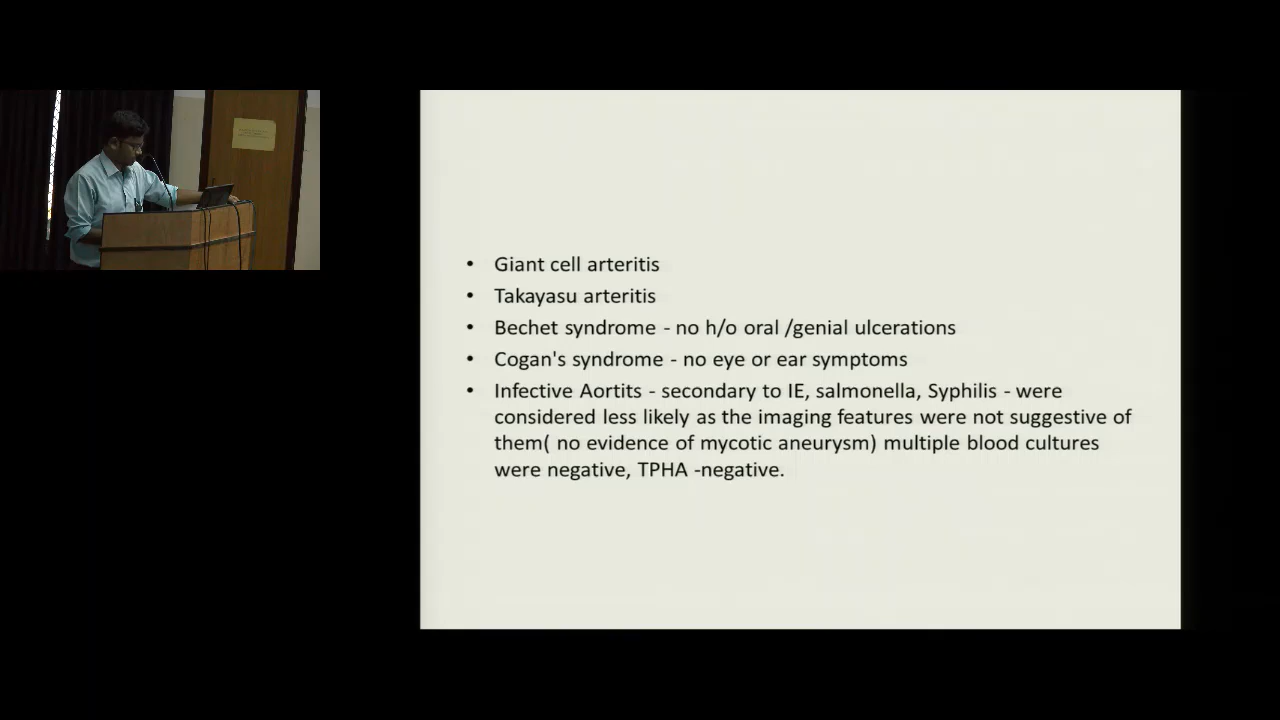 • Giant cell arteritis
• Takayasu arteritis
• Bechet syndrome - no h/o oral /genial ulcerations
• Cogan's syndrome - no eye or ear symptoms
• Infective Aortits - secondary to IE, salmonella, Syphilis - were
considered less likely as the imaging features were not suggestive of
them( no evidence of mycotic aneurysm) multiple blood cultures
were negative, TPHA -negative.